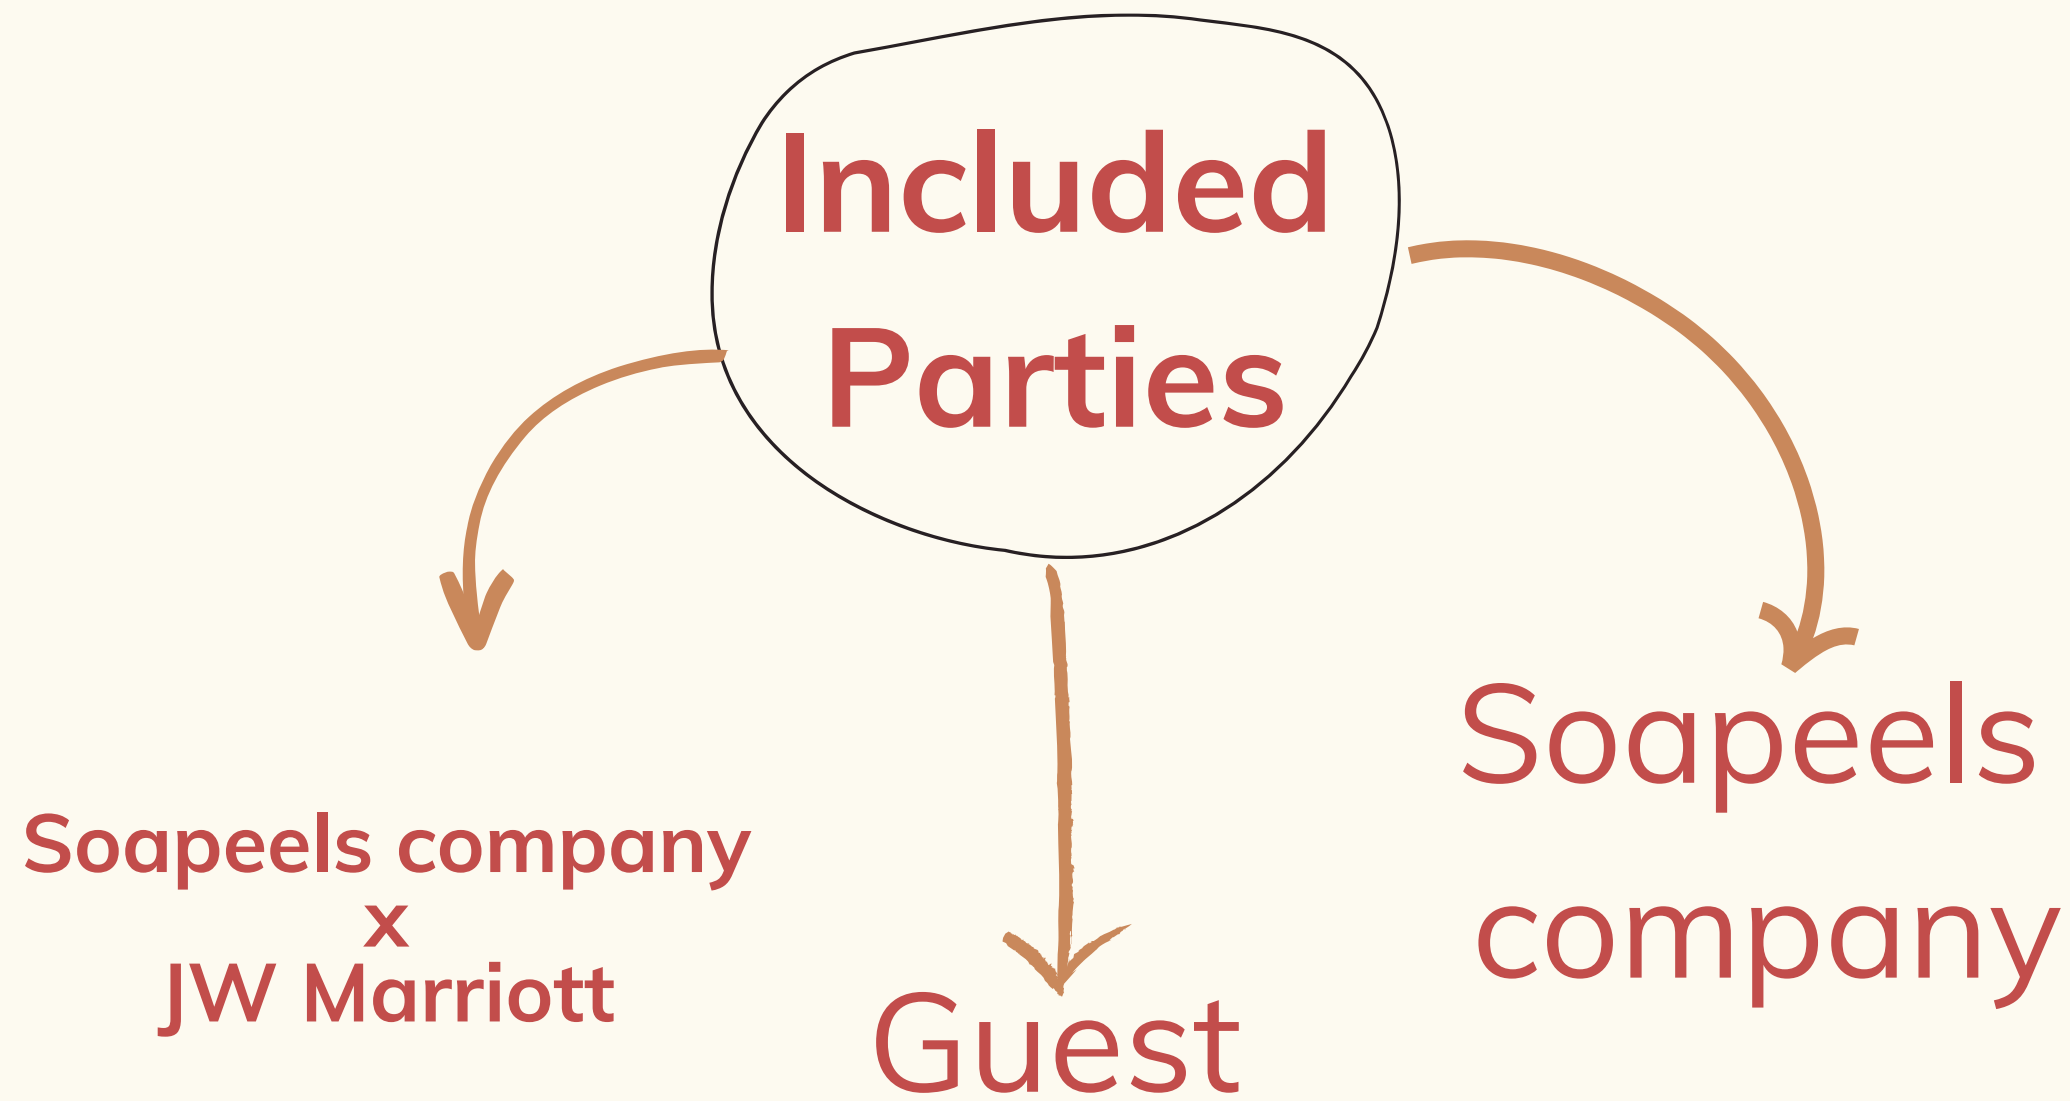 Included
Parties
Soapeels company
x
JW Marriott
Guest
Soapeels
company